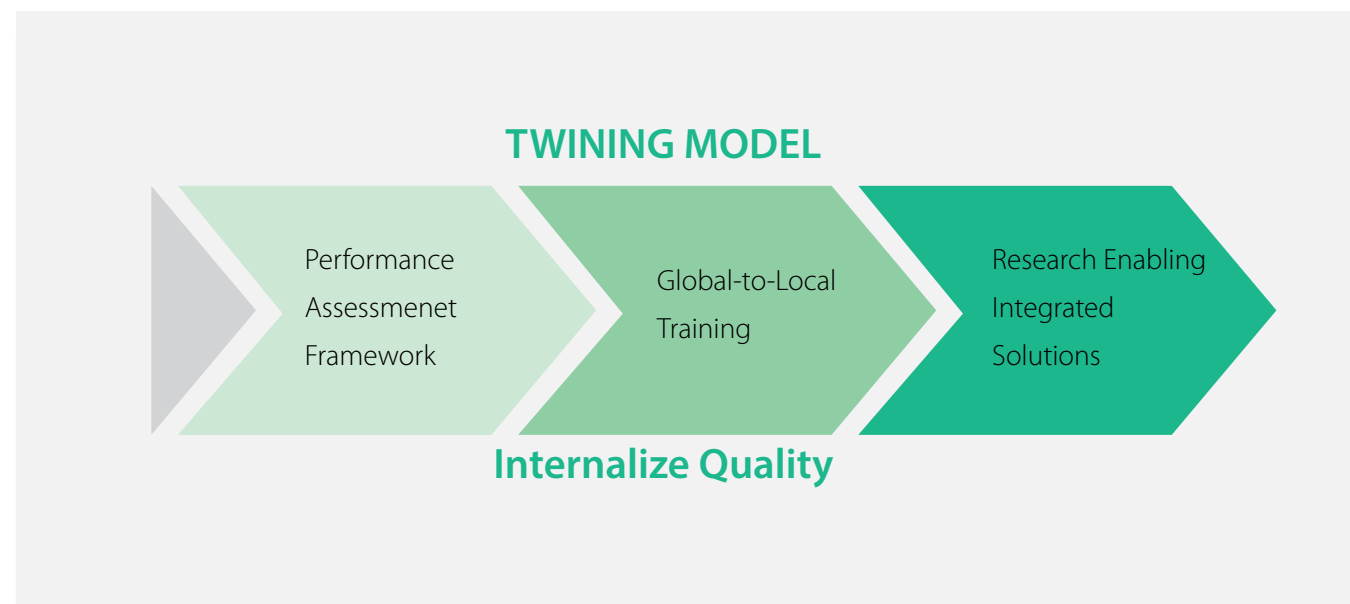 TWINING MODEL
Performance
Assessmenet
Framework
Global-to-Local
Training
Research Enabling
Integrated
Solutions
Internalize Quality